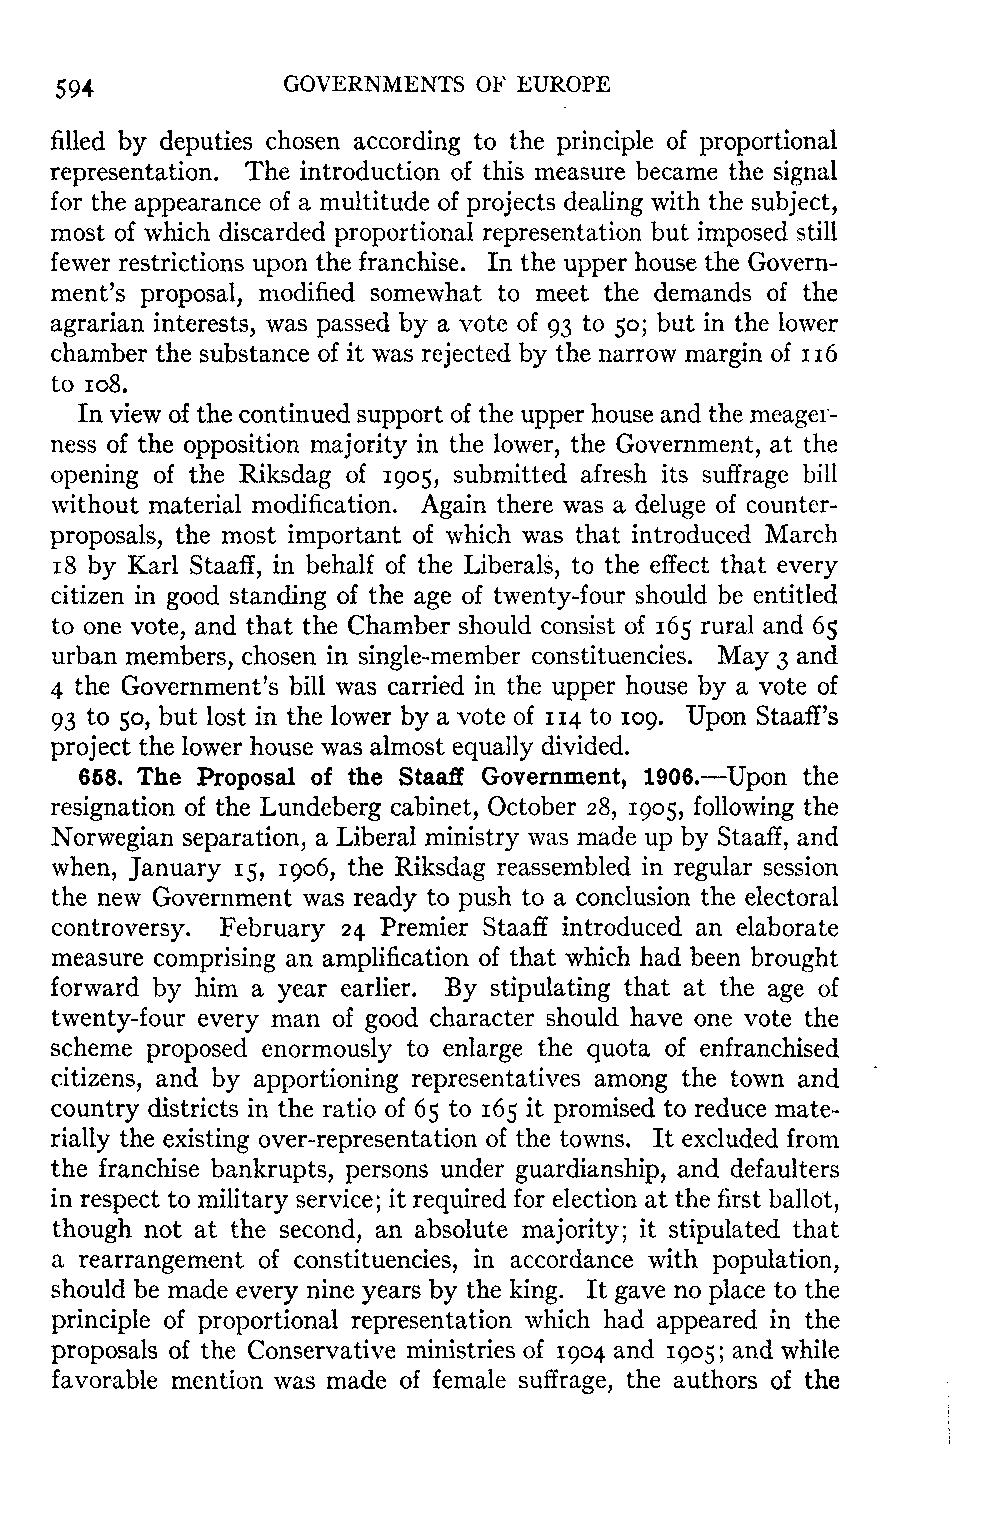 594 GOVERNMENTS OF EUROPE
filled by deputies chosen according to the principle of proportional
representation. The introduction of this measure became the signal
for the appearance of a multitude of projects dealing with the subject,
most of which discarded proportional representation but imposed still
fewer restrictions upon the franchise. In the upper house the Govern-
ment's proposal, modified somewhat to meet the demands of the
agrarian interests, was passed by a vote of 93 to 50; but in the lower
chamber the substance of it was rejected by the narrow margin of 116
to 108.
In view of the continued support of the upper house and the meager-
ness of the opposition majority in the lower, the Government, at the
opening of the Riksdag of 1905, submitted afresh its suffrage bill
without material modification. Again there was a deluge of counter-
proposals, the most important of which was that introduced March
18 by Karl Staaff, in behalf of the Liberals, to the effect that every
citizen in good standing of the age of twenty-four should be entitled
to one vote, and that the Chamber should consist of 165 rural and 65
urban members, chosen in single-member constituencies. May 3 and
4 the Government's bill was carried in the upper house by a vote of
93 to 50, but lost in the lower by a vote of 114 to 109. Upon Staaff's
project the lower house was almost equally divided.
658. The Proposal of the Staaff Government, 1906.—Upon the
resignation of the Lundeberg cabinet, October 28, 1905, following the
Norwegian separation, a Liberal ministry was made up by Staaff, and
when, January 15, 1906, the Riksdag reassembled in regular session
the new Government was ready to push to a conclusion the electoral
controversy. February 24 Premier Staaff introduced an elaborate
measure comprising an amplification of that which had been brought
forward by him a year earlier. By stipulating that at the age of
twenty-four every man of good character should have one vote the
scheme proposed enormously to enlarge the quota of enfranchised
citizens, and by apportioning representatives among the town and
country districts in the ratio of 65 to 165 it promised to reduce mate-
rially the existing over-representation of the towns. It excluded from
the franchise bankrupts, persons under guardianship, and defaulters
in respect to military service; it required for election at the first ballot,
though not at the second, an absolute majority; it stipulated that
a rearrangement of constituencies, in accordance with population,
should be made every nine years by the king. It gave no place to the
principle of proportional representation which had appeared in the
proposals of the Conservative ministries of 1904 and 1905; and while
favorable mention was made of female suffrage, the authors of the